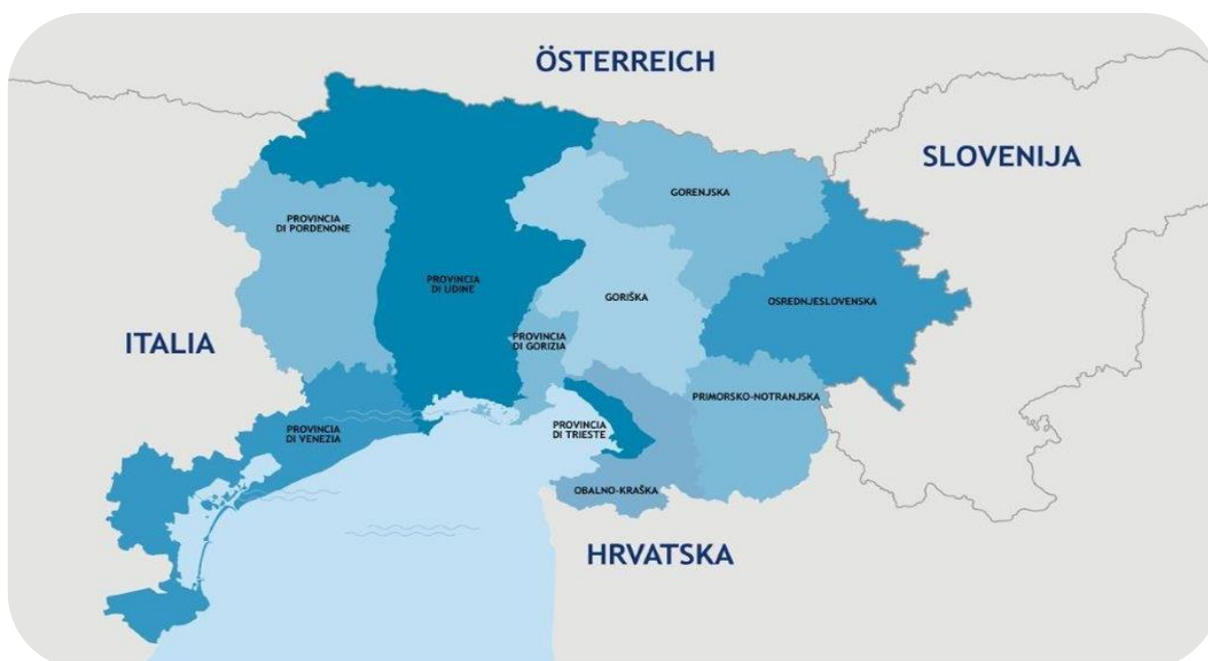 ÖSTERREICH
SLOVENIJA
GORENJSKA
PROVINCIA
DI PORDENONE
PROVINCIA
DI UDINE
GORIŠKA
OSREDNJESLOVENSKA
ITALIA
PROVINCIA
DI GORIZIA
PRIMORSKO-NOTRANJSKA
PROVINCIA
DI VENEZIA
PROVINCIA
DI TRIESTE
OBALNO-KRAŠKA
HRVATSKA